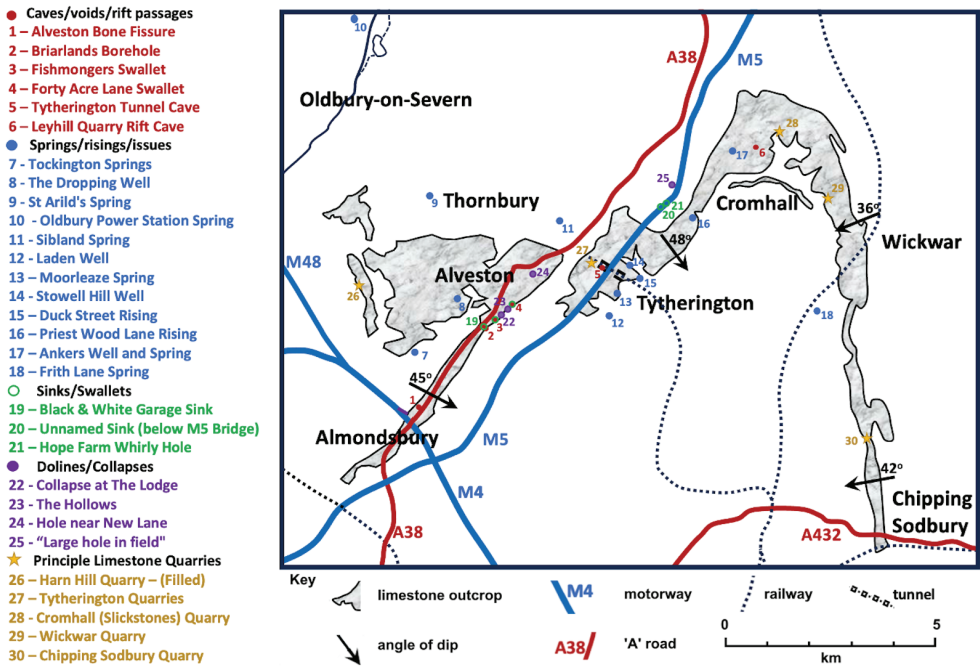 Caves/voids/rift passages
1 – Alveston Bone Fissure
2 – Briarlands Borehole
3 – Fishmongers Swallet
4 – Forty Acre Lane Swallet
5 – Tytherington Tunnel Cave
6 – Leyhill Quarry Rift Cave
Springs/risings/issues
7 - Tockington Springs
8 - The Dropping Well
9 - St Arild's Spring
10 - Oldbury Power Station Spring
11 - Sibland Spring
12 - Laden Well
13 - Moorleaze Spring
14 - Stowell Hill Well
15 - Duck Street Rising
16 - Priest Wood Lane Rising
17 - Ankers Well and Spring
18 - Frith Lane Spring
Sinks/Swallets
19 – Black & White Garage Sink
20 – Unnamed Sink (below M5 Bridge)
21 – Hope Farm Whirly Hole
Dolines/Collapses
22 - Collapse at The Lodge
23 - The Hollows
24 - Hole near New Lane
25 - “Large hole in field"
Principle Limestone Quarries
26 – Harn Hill Quarry – (Filled)
27 – Tytherington Quarries
28 – Cromhall (Slickstones) Quarry
29 – Wickwar Quarry
30 – Chipping Sodbury Quarry
10
A38
M5
Oldbury-on-Severn
28
17
6
25
29
9
Thornbury
21
20
Cromhall
36°
11
16
48°
Wickwar
27
M48
Alveston
24
5
14
15
26
8
23
4
13
Tytherington
19
3
22
2
12
18
7
45°
1
Almondsbury
M5
30
42°
M4
Chipping
Sodbury
A38
A432
Key
limestone outcrop
M4
motorway
railway
tunnel
angle of dip
A38/
'A' road
0
5
km